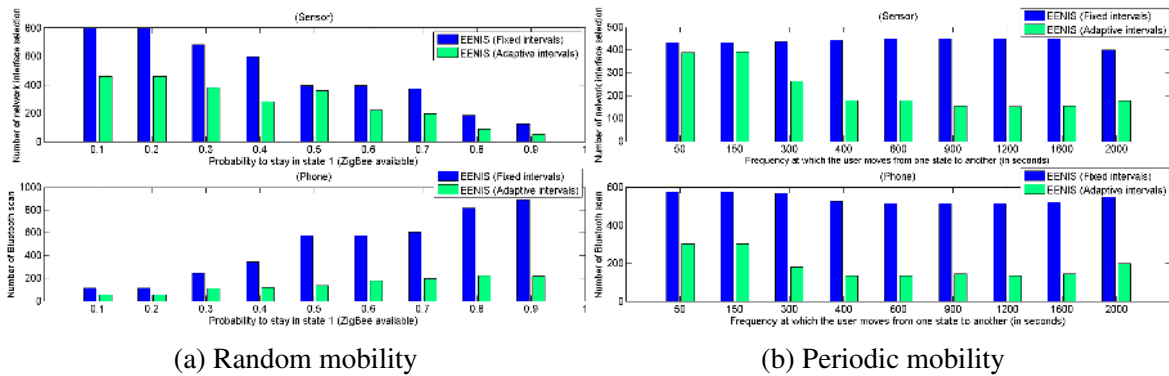 (Sensor)
Number of network interface selection
800
600
400
200
0
EENIS (Fixed intervals)
EENIS (Adaptive intervals)
0.1 0.2 0.3 0.4 0.5 0.6 0.7 0.8 0.9 1
Probability to stay in state 1 (ZigBee available)
(Phone)
Number of Bluetooth scan
1000
800
600
400
200
0
EENIS (Fixed intervals)
EENIS (Adaptive intervals)
0.1 0.2 0.3 0.4 0.5 0.6 0.7 0.8 0.9 1
Probability to stay in state 1 (ZigBee available)
(a) Random mobility
(Sensor)
Number of network interface selection
500
400
300
200
100
0
EENIS (Fixed intervals)
EENIS (Adaptive intervals)
50 150 300 400 600 900 1200 1600 2000
Frequency at which the user moves from one state to another (in seconds)
(Phone)
Number of Bluetooth scan
600
400
200
0
EENIS (Fixed intervals)
EENIS (Adaptive intervals)
50 150 300 400 600 900 1200 1600 2000
Frequency at which the user moves from one state to another (in seconds)
(b) Periodic mobility